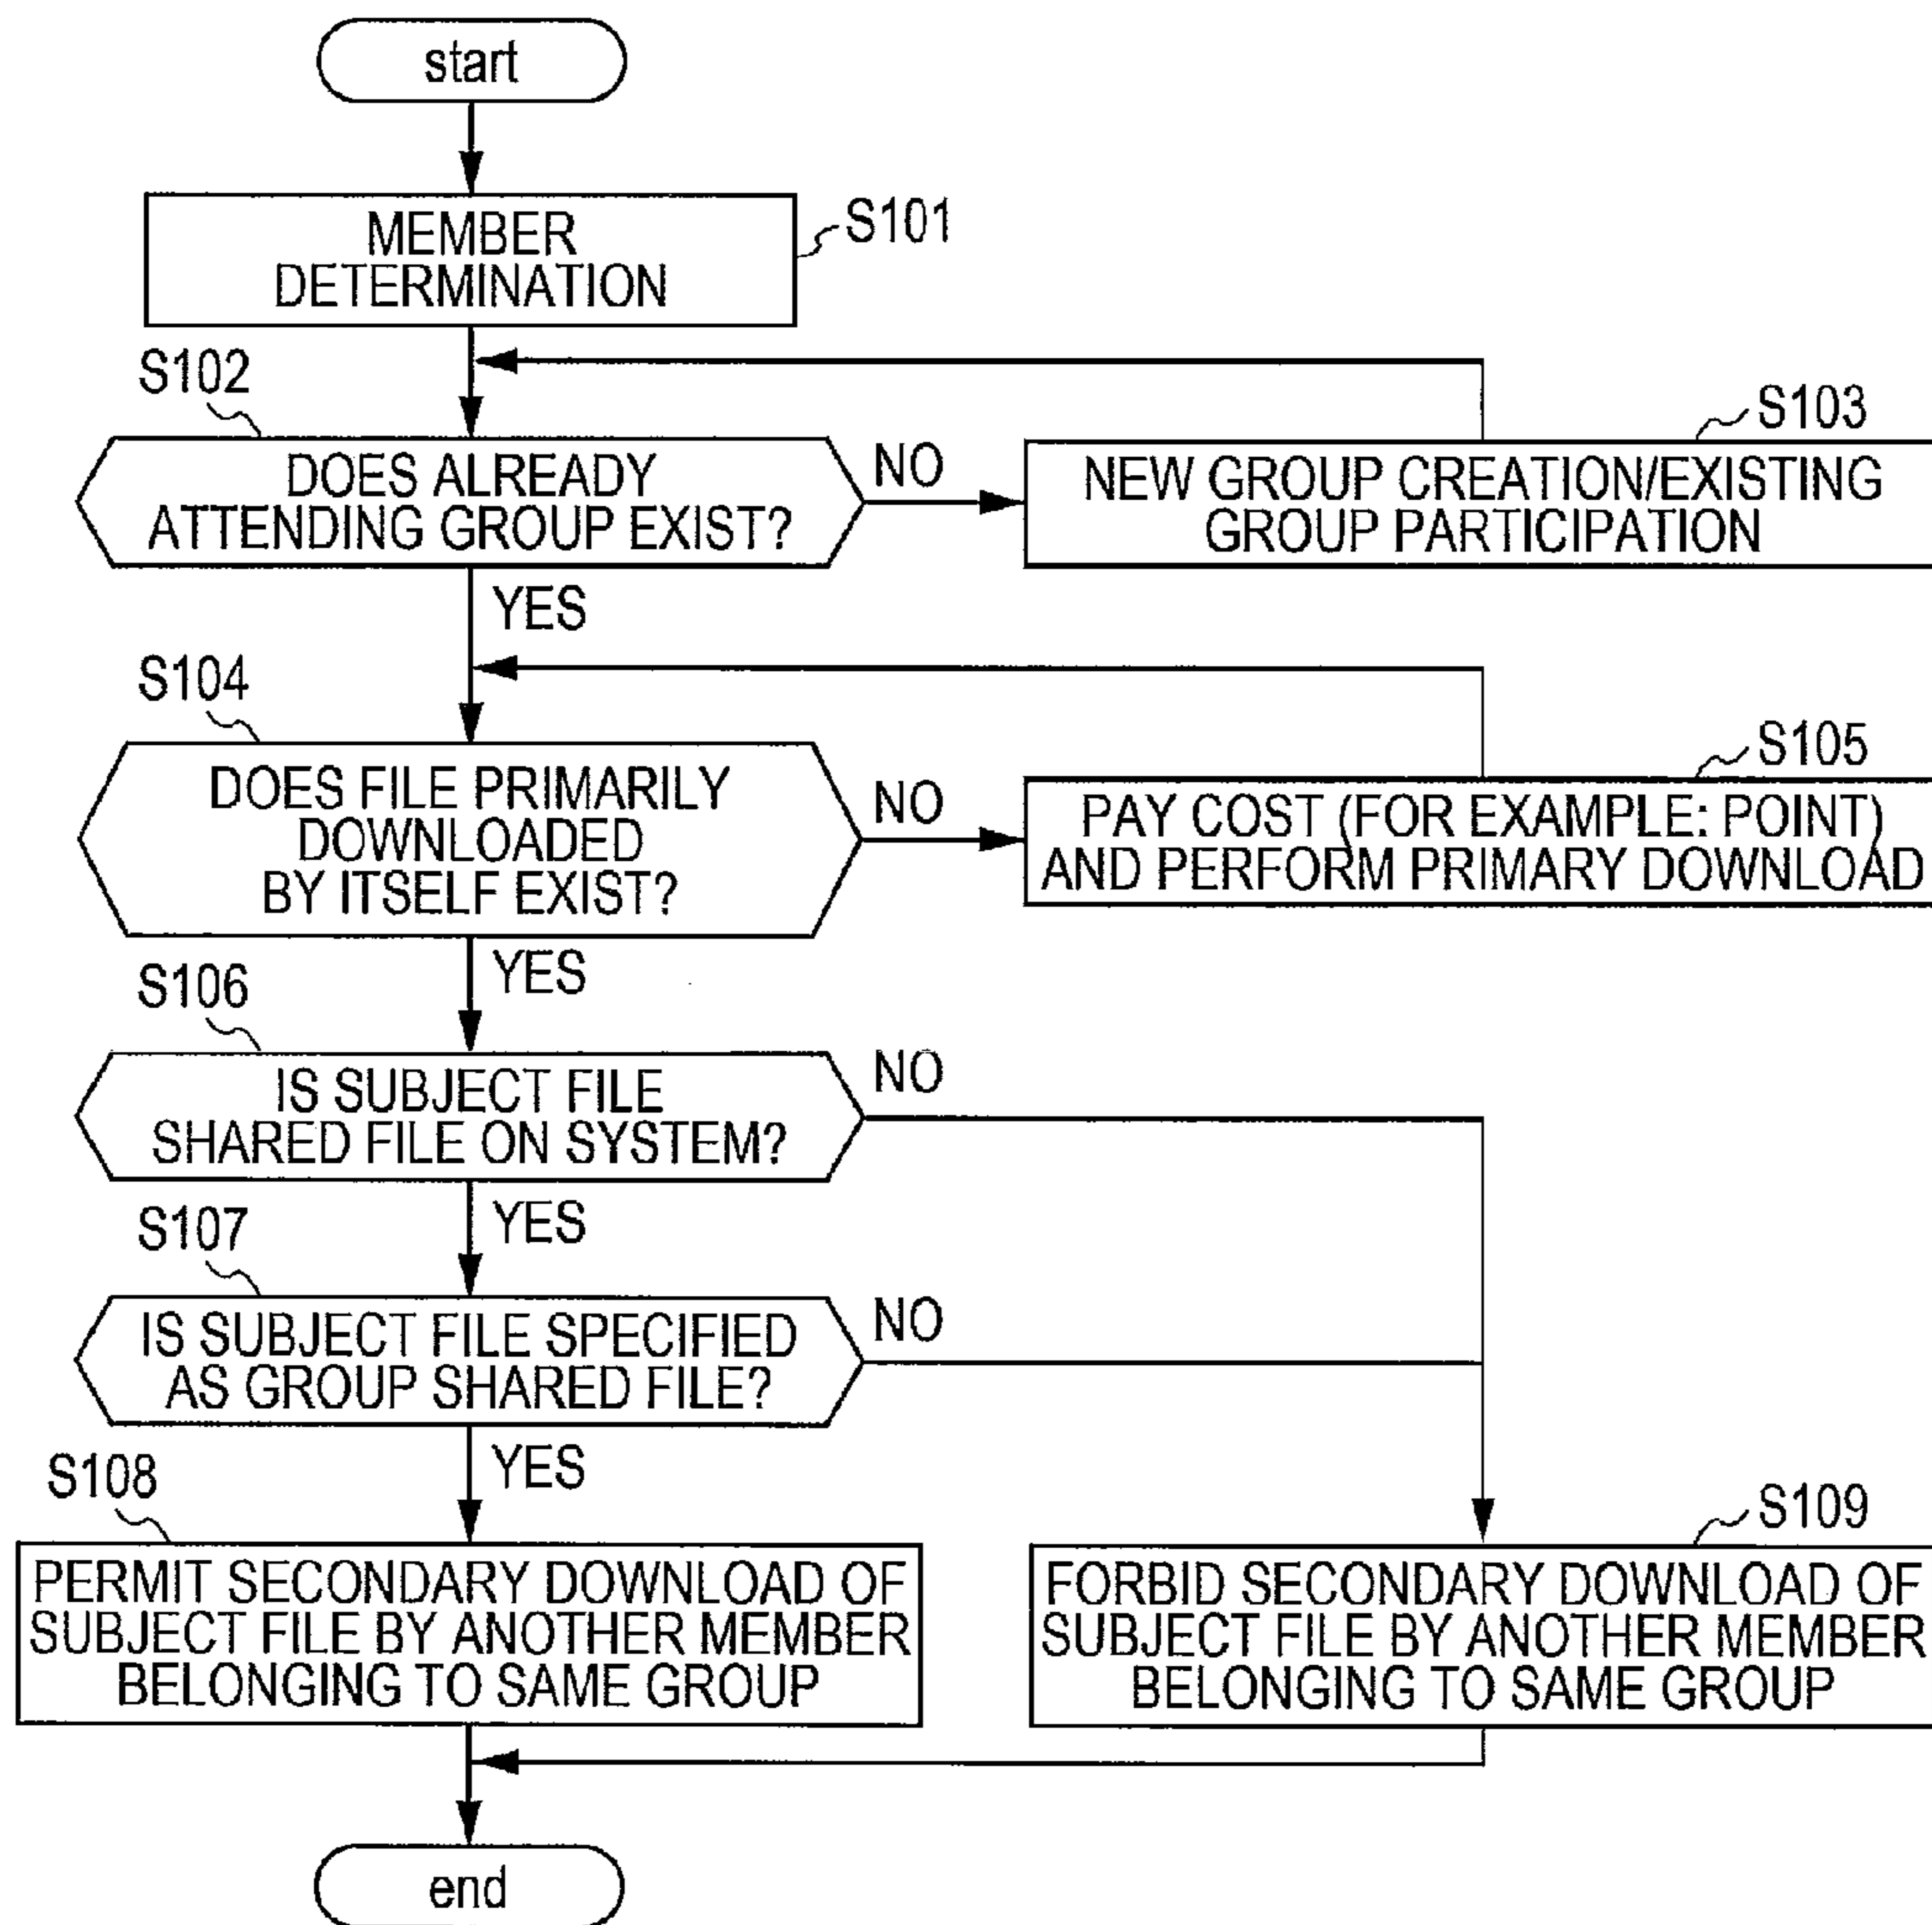 start
MEMBER
DETERMINATION
S101
S102
DOES ALREADY
ATTENDING GROUP EXIST?
NO
S103
NEW GROUP CREATION/EXISTING
GROUP PARTICIPATION
YES
S104
DOES FILE PRIMARILY
DOWNLOADED
BY ITSELF EXIST?
NO
S105
PAY COST (FOR EXAMPLE: POINT)
AND PERFORM PRIMARY DOWNLOAD
YES
S106
IS SUBJECT FILE
SHARED FILE ON SYSTEM?
NO
YES
S107
IS SUBJECT FILE SPECIFIED
AS GROUP SHARED FILE?
NO
YES
S108
PERMIT SECONDARY DOWNLOAD OF
SUBJECT FILE BY ANOTHER MEMBER
BELONGING TO SAME GROUP
S109
FORBID SECONDARY DOWNLOAD OF
SUBJECT FILE BY ANOTHER MEMBER
BELONGING TO SAME GROUP
end